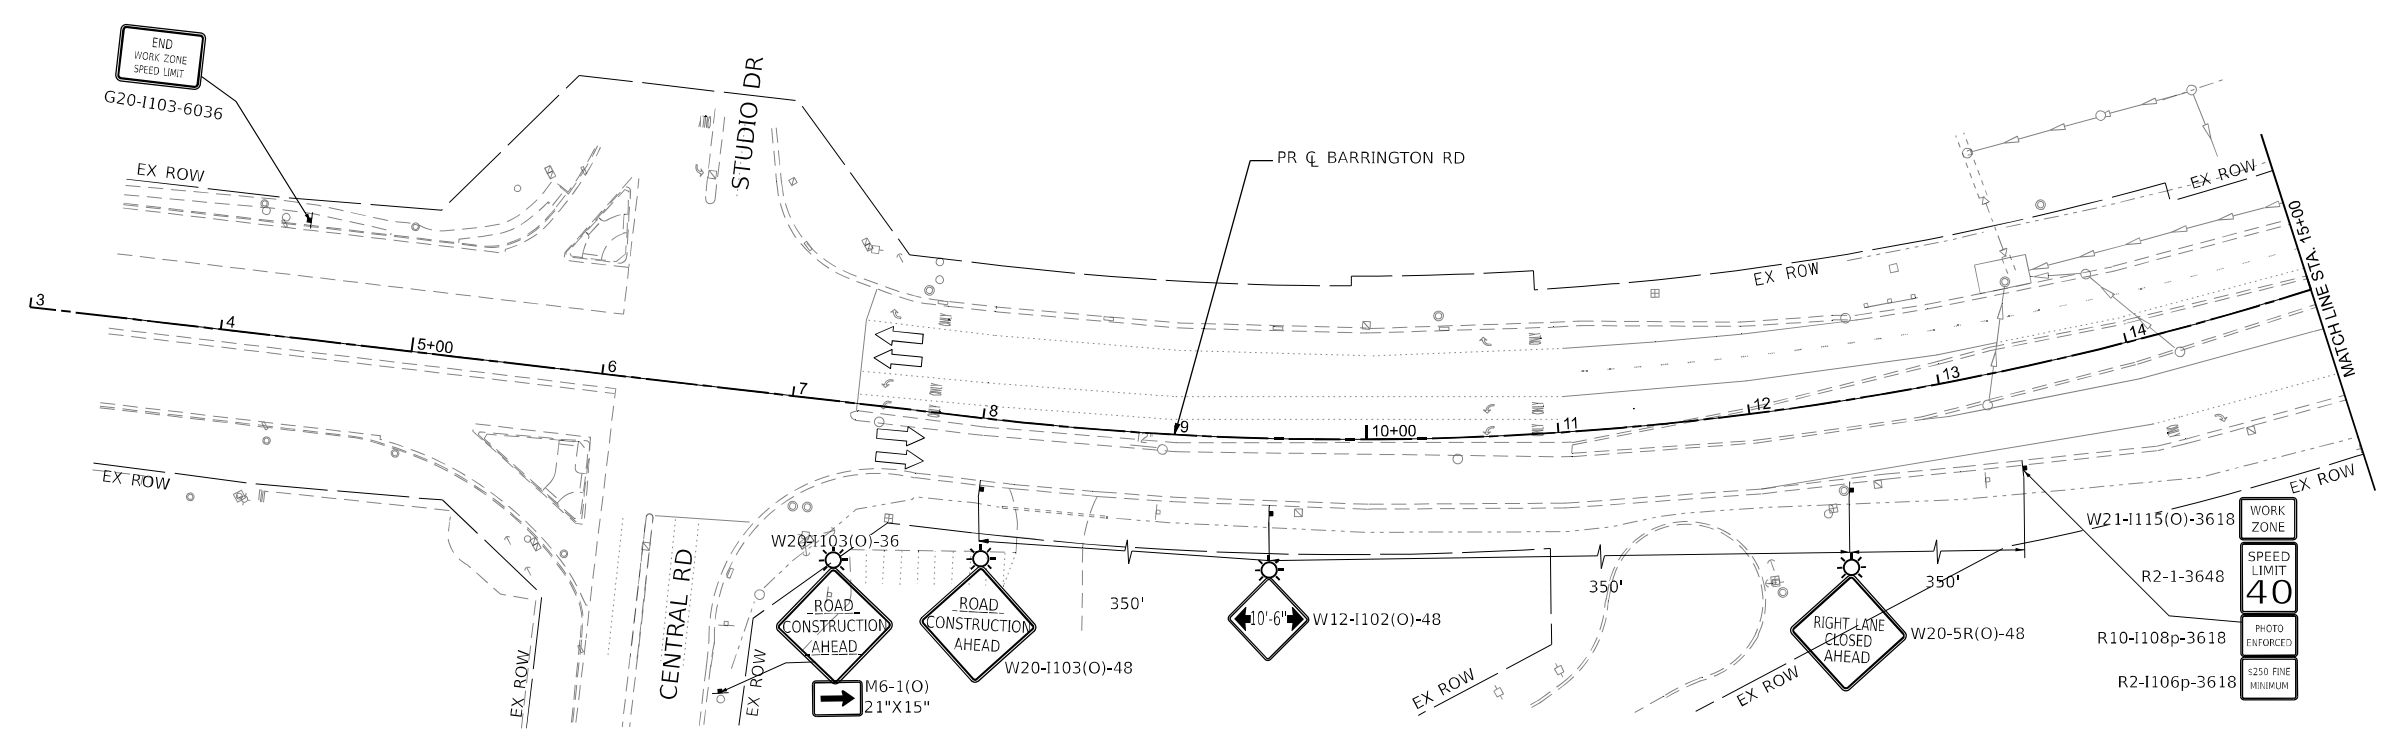 END
WORK ZONE
SPEED LIMIT
G20-I103-6036
EX ROW
STUDIO DR
PR ℄ BARRINGTON RD
EX ROW
EX ROW
MATCH LINE STA. 15+00
3
4
5+00
6
7
8
9
10+00
11
12
13
14
12"
EX ROW
EX ROW
EX ROW
CENTRAL RD
EX ROW
W20-I103(O)-36
ROAD
CONSTRUCTION
AHEAD
M6-1(O)
21"X15"
ROAD
CONSTRUCTION
AHEAD
W20-I103(O)-48
350'
10'-6"
W12-I102(O)-48
350'
EX ROW
EX ROW
RIGHT LANE
CLOSED
AHEAD
W20-5R(O)-48
350'
W21-I115(O)-3618
WORK
ZONE
R2-1-3648
SPEED
LIMIT
40
R10-I108p-3618
PHOTO
ENFORCED
R2-I106p-3618
$250 FINE
MINIMUM